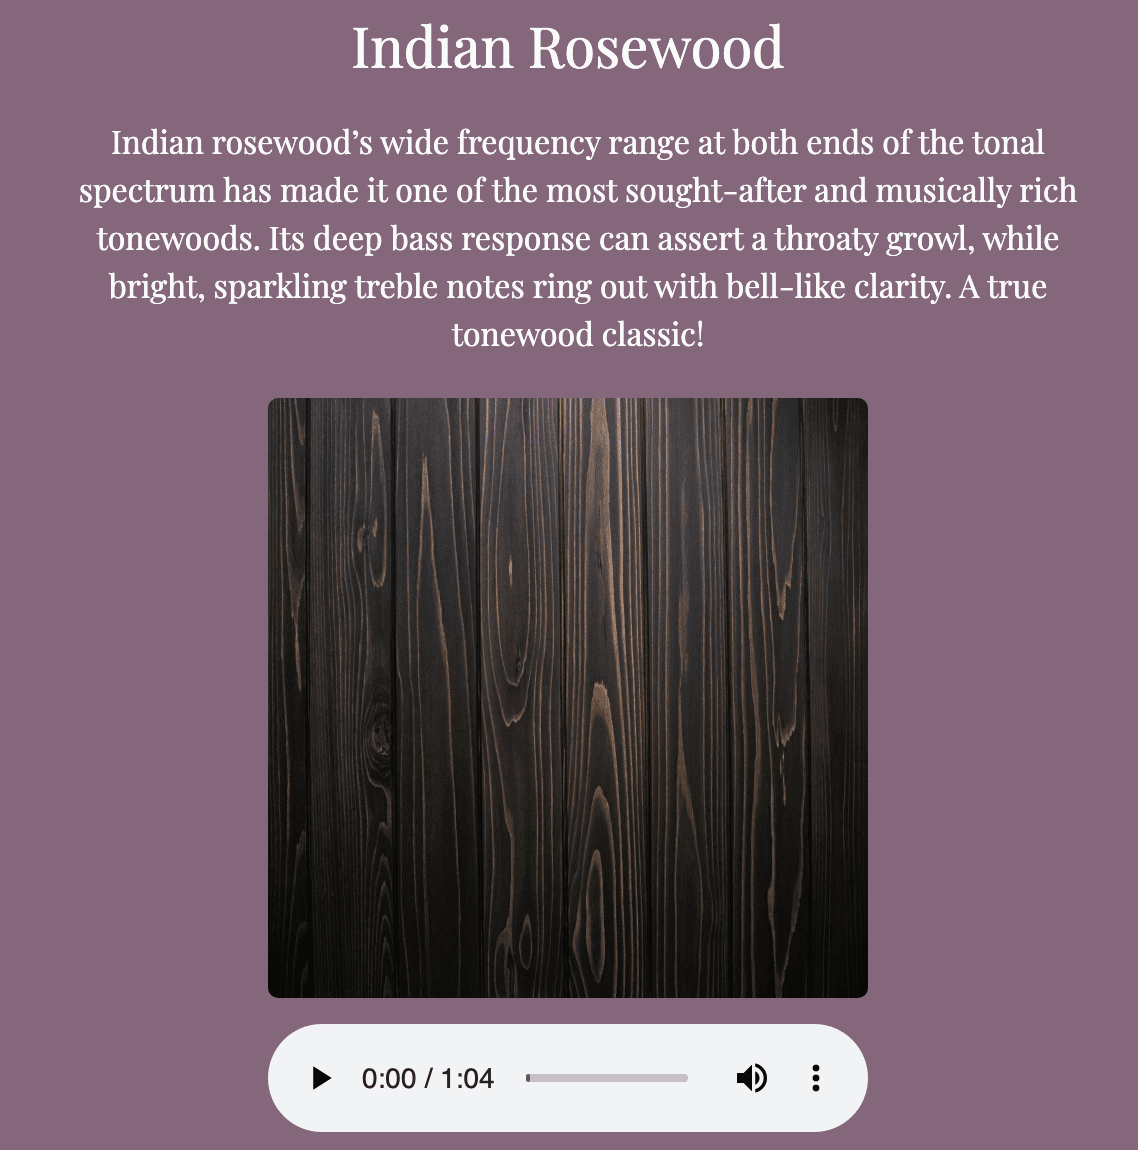 Indian Rosewood
Indian rosewood’s wide frequency range at both ends of the tonal
spectrum has made it one of the most sought-after and musically rich
tonewoods. Its deep bass response can assert a throaty growl, while
bright, sparkling treble notes ring out with bell-like clarity. A true
tonewood classic!
0:00 / 1:04